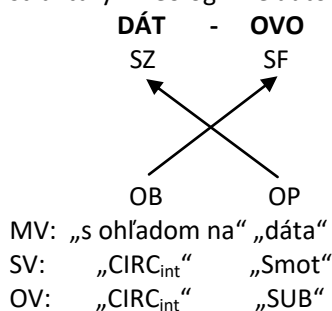 DÁT - OVO
SZ SF
OB OP
MV: „s ohľadom na“ „dáta“
SV: „CIRCint“ „Smot“
OV: „CIRCint“ „SUB“